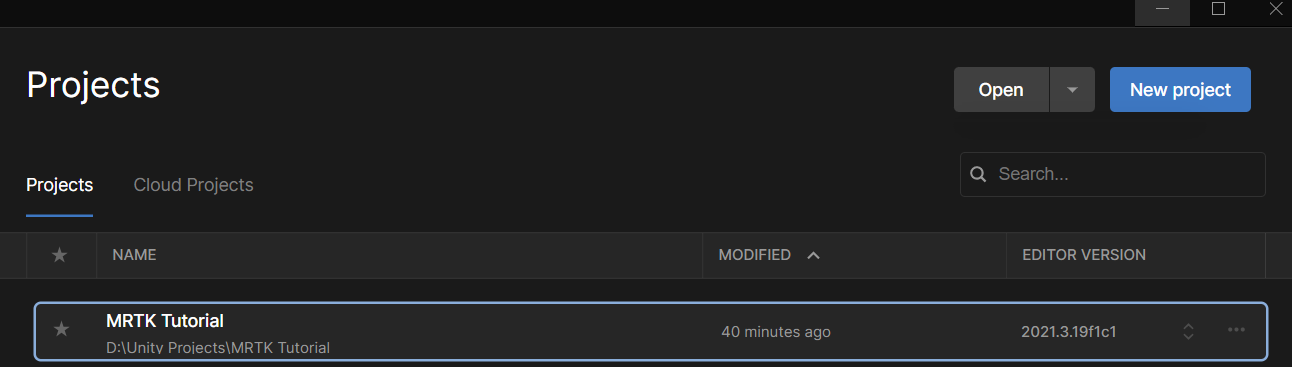 Projects
Open
New project
Projects
Cloud Projects
Search...
NAME
MODIFIED
EDITOR VERSION
MRTK Tutorial
D:\Unity Projects\MRTK Tutorial
40 minutes ago
2021.3.19f1c1